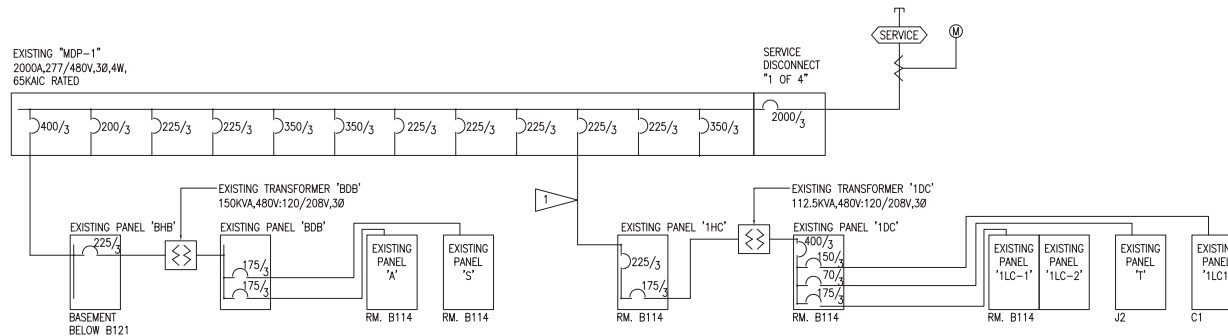 SERVICE
M
EXISTING "MDP-1"
2000A,277/480V,3Ø,4W,
65KAIC RATED
SERVICE
DISCONNECT
"1 OF 4"
400/3
200/3
225/3
225/3
350/3
350/3
225/3
225/3
225/3
225/3
225/3
350/3
2000/3
EXISTING TRANSFORMER 'BDB'
150KVA,480V:120/208V,3Ø
1
EXISTING TRANSFORMER '1DC'
112.5KVA,480V:120/208V,3Ø
EXISTING PANEL 'BHB'
225/3
BASEMENT
BELOW B121
EXISTING PANEL 'BDB'
175/3
175/3
EXISTING
PANEL
'A'
RM. B114
EXISTING
PANEL
'S'
RM. B114
EXISTING PANEL '1HC'
225/3
175/3
RM. B114
EXISTING PANEL '1DC'
400/3
150/3
70/3
175/3
RM. B114
EXISTING
PANEL
'1LC-1'
RM. B114
EXISTING
PANEL
'1LC-2'
EXISTING
PANEL
'T'
J2
PANEL
C1